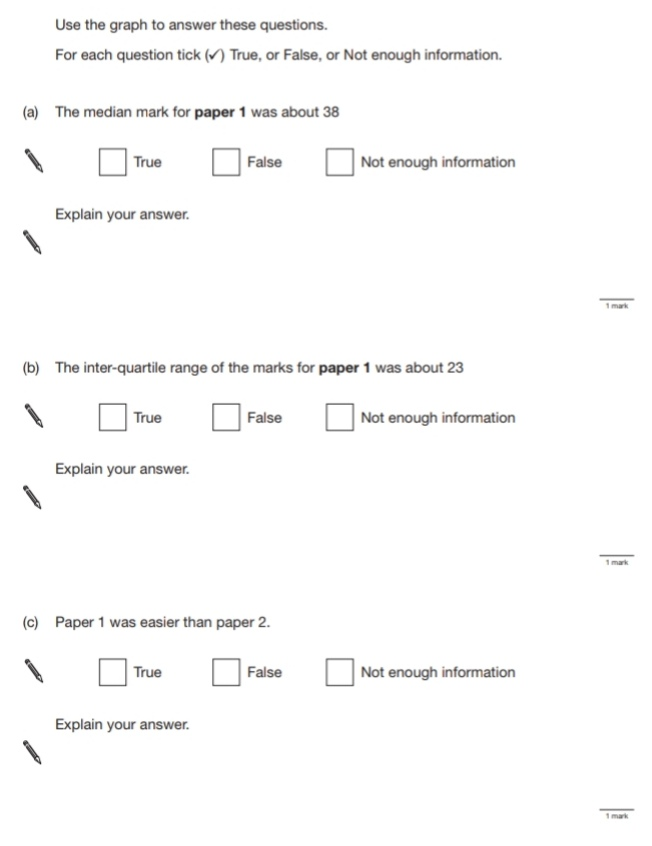 Use the graph to answer these questions.
For each question tick (✓) True, or False, or Not enough information.
(a) The median mark for paper 1 was about 38
True False Not enough information
Explain your answer.
1 mark
(b) The inter-quartile range of the marks for paper 1 was about 23
True False Not enough information
Explain your answer.
1 mark
(c) Paper 1 was easier than paper 2.
True False Not enough information
Explain your answer.
1 mark